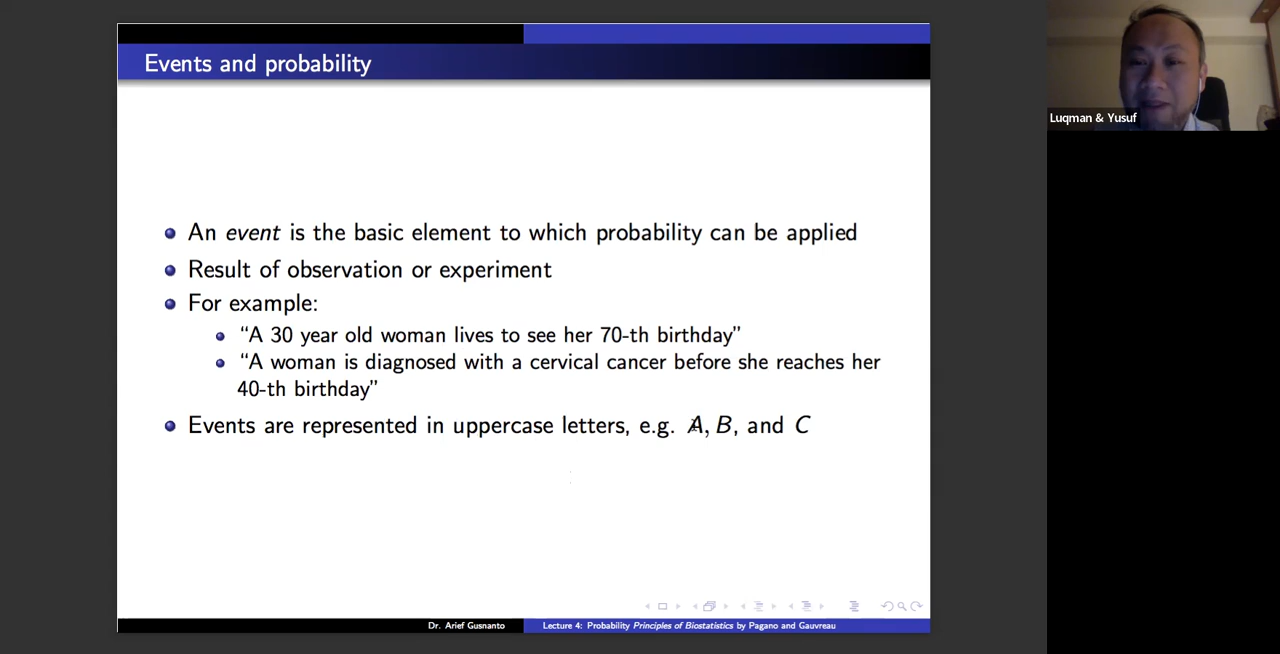 Events and probability
An event is the basic element to which probability can be applied
Result of observation or experiment
For example:
“A 30 year old woman lives to see her 70-th birthday”
“A woman is diagnosed with a cervical cancer before she reaches her
40-th birthday”
Events are represented in uppercase letters, e.g. A, B, and C
Dr. Arief Gusnanto
Lecture 4: Probability Principles of Biostatistics by Pagano and Gauvreau
Luqman & Yusuf